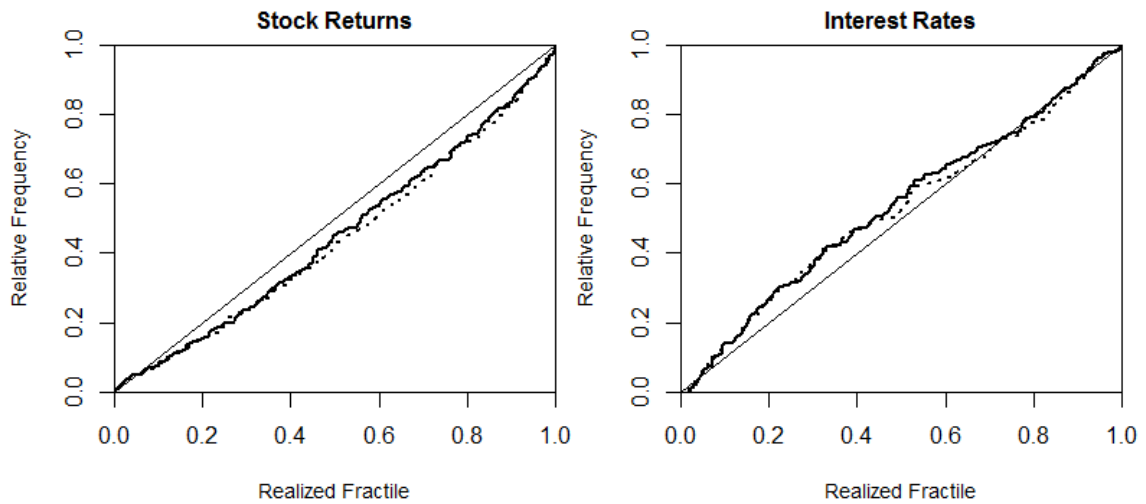 Stock Returns
Relative Frequency
1.0
0.8
0.6
0.4
0.2
0.0
0.0 0.2 0.4 0.6 0.8 1.0
Realized Fractile
Interest Rates
Relative Frequency
1.0
0.8
0.6
0.4
0.2
0.0
0.0 0.2 0.4 0.6 0.8 1.0
Realized Fractile